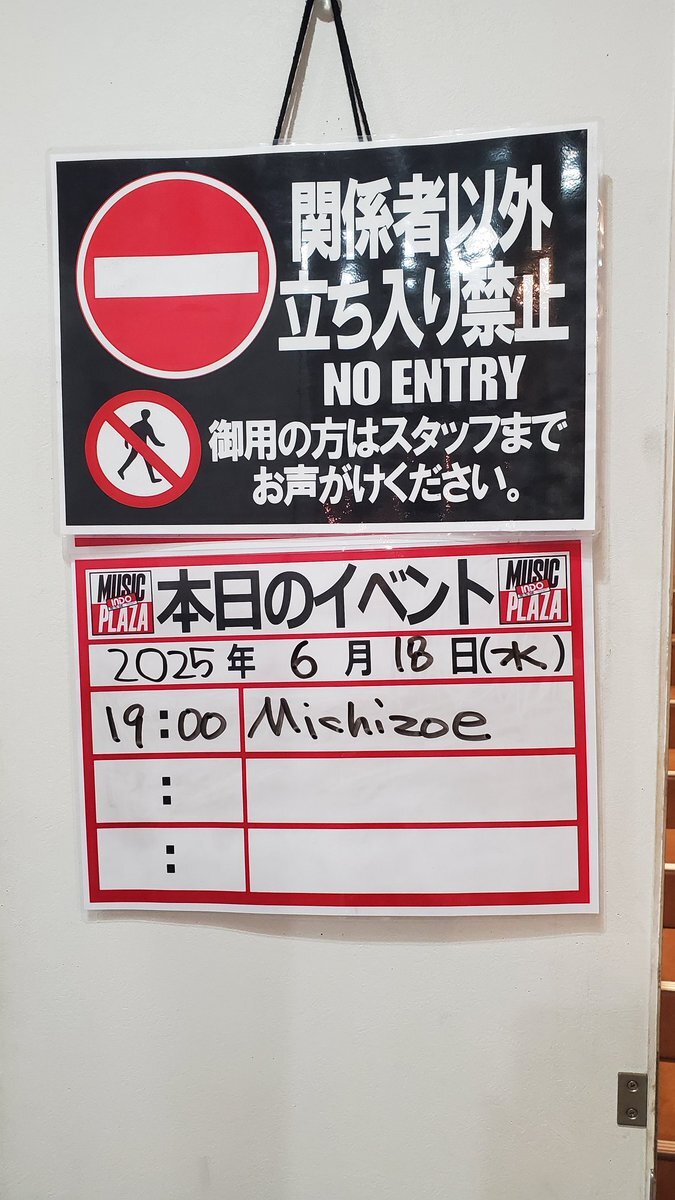 関係者以外
立ち入り禁止
NO ENTRY
御用の方はスタッフまで
お声がけください。
MUSIC INDO PLAZA 本日のイベント MUSIC INDO PLAZA
2025年 6月 18日(水)
19:00 Michizoe
:
: